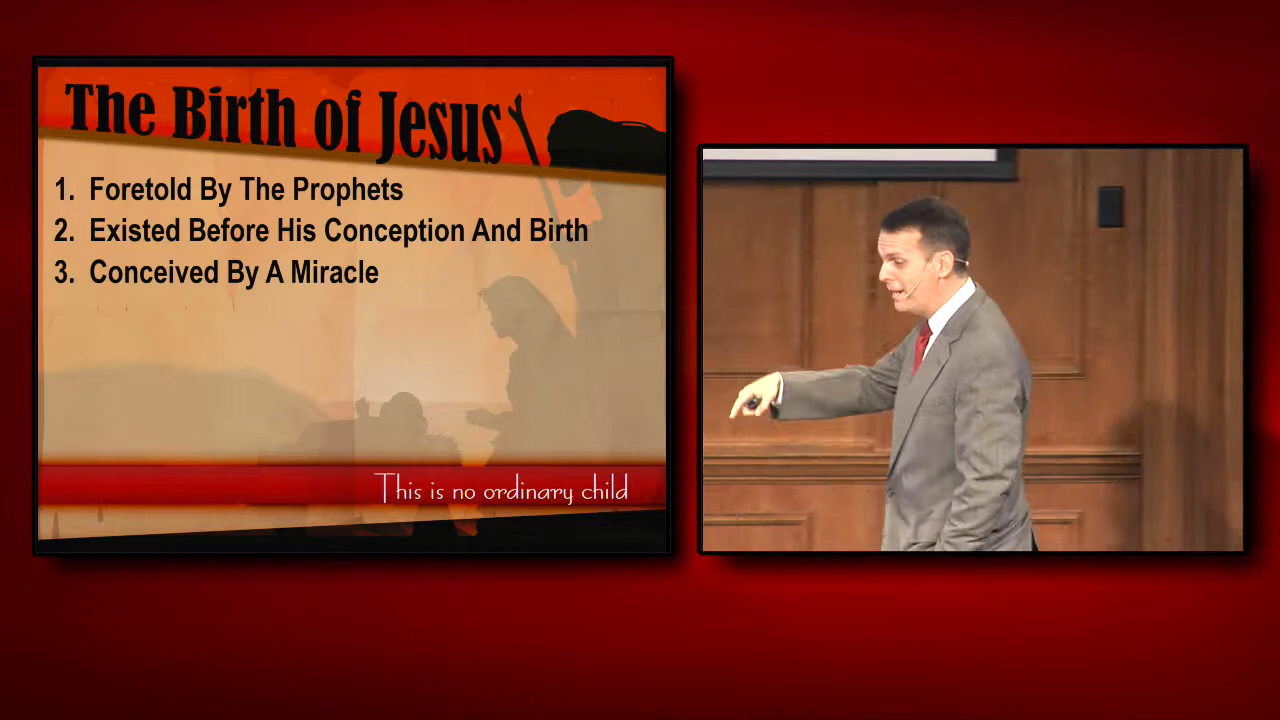 The Birth of Jesus
1. Foretold By The Prophets
2. Existed Before His Conception And Birth
3. Conceived By A Miracle
This is no ordinary child